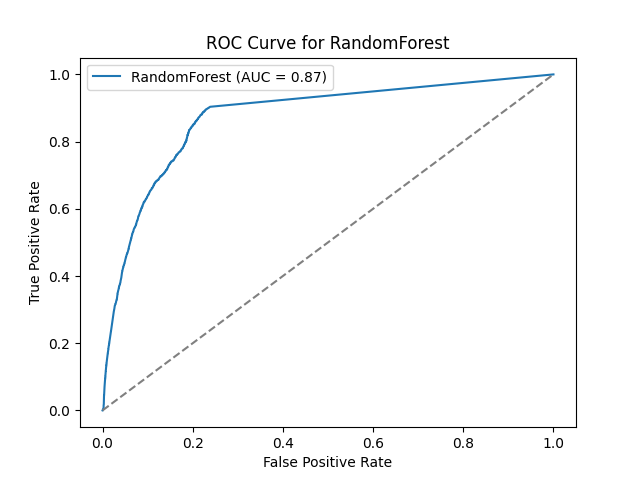 ROC Curve for RandomForest
RandomForest (AUC = 0.87)
1.0
0.8
0.6
0.4
0.2
0.0
True Positive Rate
0.0 0.2 0.4 0.6 0.8 1.0
False Positive Rate